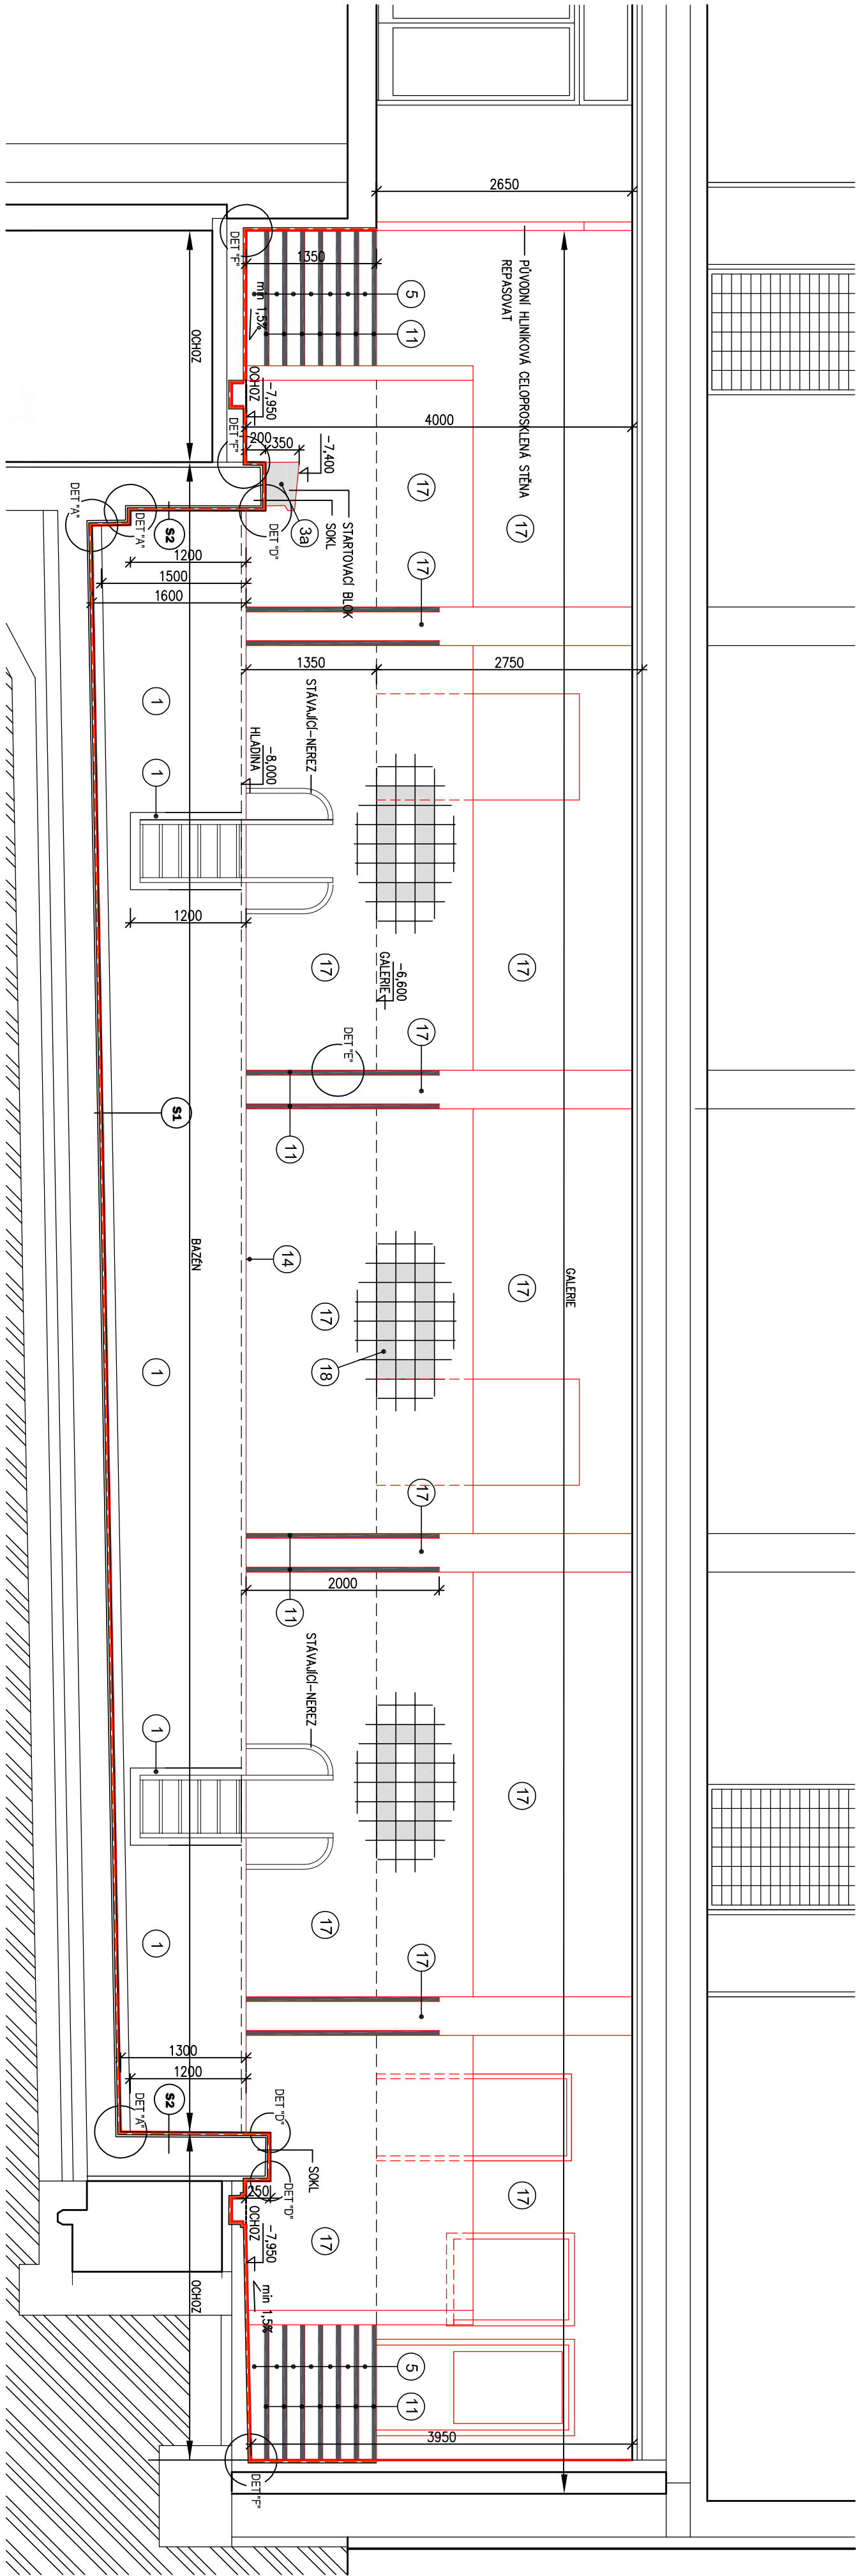 2650
PŮVODNÍ HLINÍKOVÁ CELOPROSKLENÁ STĚNA
REPASOVAT
DET "F"
1350
5
11
min 1,5%
OCHOZ
OCHOZ
-7,950
4000
DET "F"
200
350
-7,400
17
17
3a
STARTOVACÍ BLOK
SOKL
DET "D"
DET "A"
DET "A"
S2
1200
1500
1600
17
1350
2750
1
1
STÁVAJÍCÍ-NEREZ
HLADINA
-8,000
1200
17
17
-6,600
GALERIE
17
DET "E"
11
S1
BAZÉN
14
GALERIE
17
17
18
1
17
11
2000
STÁVAJÍCÍ-NEREZ
1
17
17
1
17
1300
1200
S2
DET "A"
DET "D"
SOKL
DET "D"
250
OCHOZ
-7,950
17
17
OCHOZ
min 1,5%
5
11
3950
DET "F"